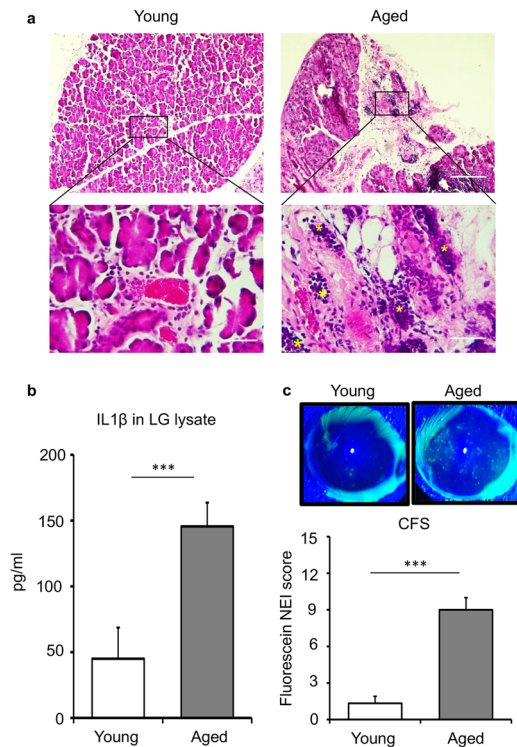 a
Young Aged
* * * * *
b
IL1β in LG lysate
pg/ml
200
150
100
50
0
***
Young Aged
c
Young Aged
CFS
Fluorescein NEI score
15
12
9
6
3
0
***
Young Aged